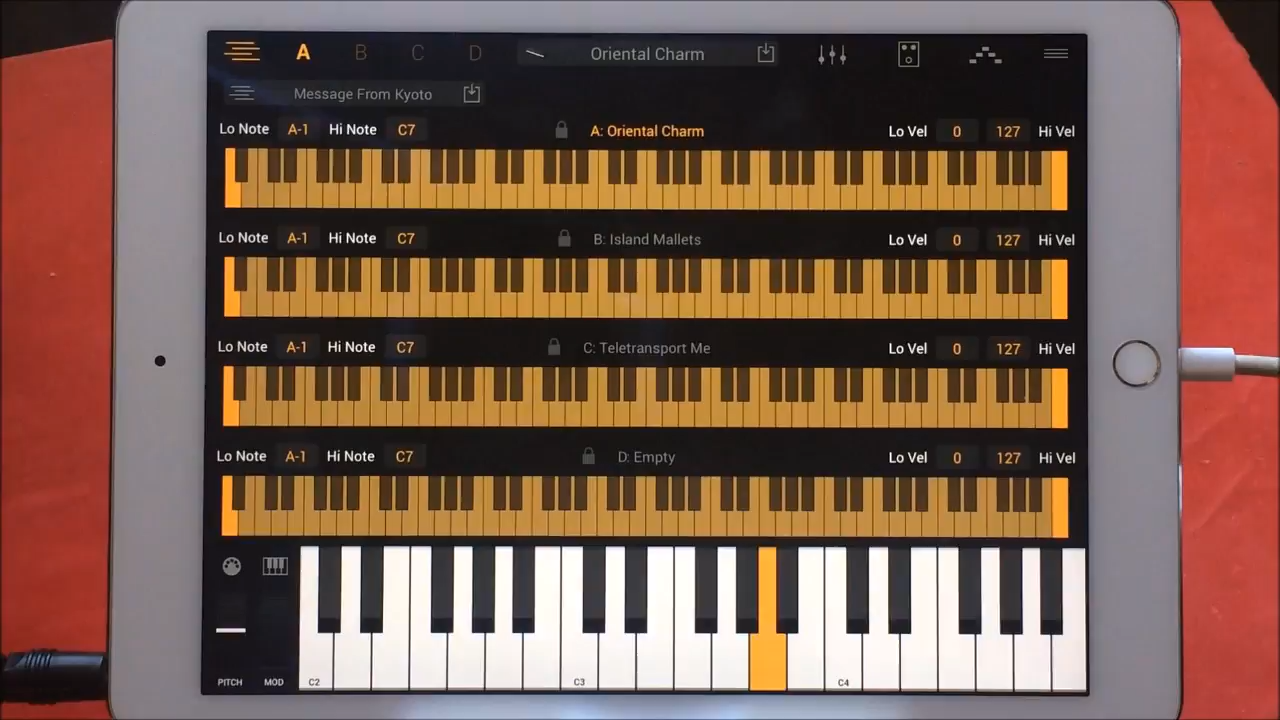 A B C D Oriental Charm
Message From Kyoto
Lo Note A-1 Hi Note C7 A: Oriental Charm Lo Vel 0 127 Hi Vel
Lo Note A-1 Hi Note C7 B: Island Mallets Lo Vel 0 127 Hi Vel
Lo Note A-1 Hi Note C7 C: Teletransport Me Lo Vel 0 127 Hi Vel
Lo Note A-1 Hi Note C7 D: Empty Lo Vel 0 127 Hi Vel
PITCH MOD C2 C3 C4